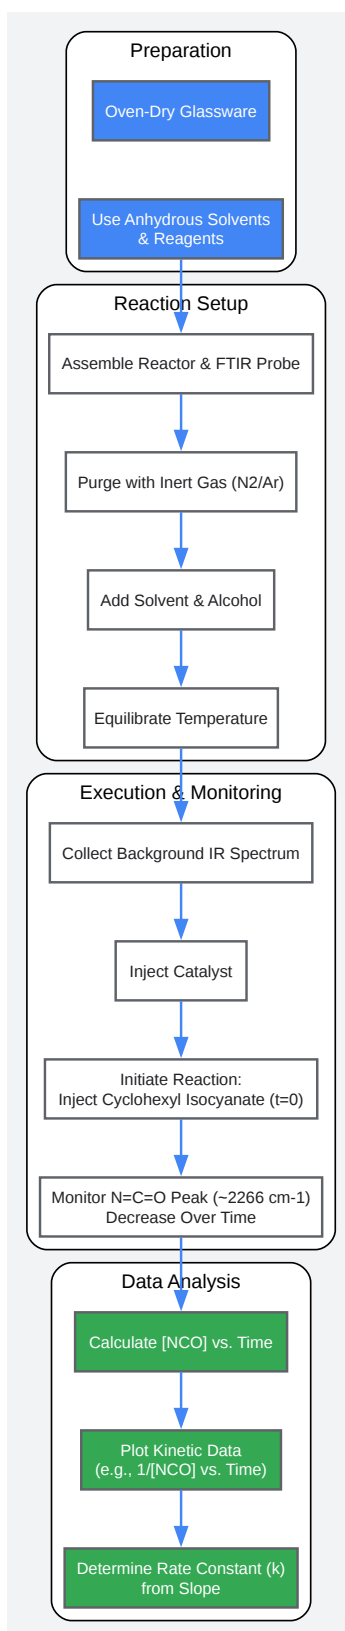 Preparation
Oven-Dry Glassware
Use Anhydrous Solvents
& Reagents
Reaction Setup
Assemble Reactor & FTIR Probe
Purge with Inert Gas (N2/Ar)
Add Solvent & Alcohol
Equilibrate Temperature
Execution & Monitoring
Collect Background IR Spectrum
Inject Catalyst
Initiate Reaction:
Inject Cyclohexyl Isocyanate (t=0)
Monitor N=C=O Peak (~2266 cm-1)
Decrease Over Time
Data Analysis
Calculate [NCO] vs. Time
Plot Kinetic Data
(e.g., 1/[NCO] vs. Time)
Determine Rate Constant (k)
from Slope